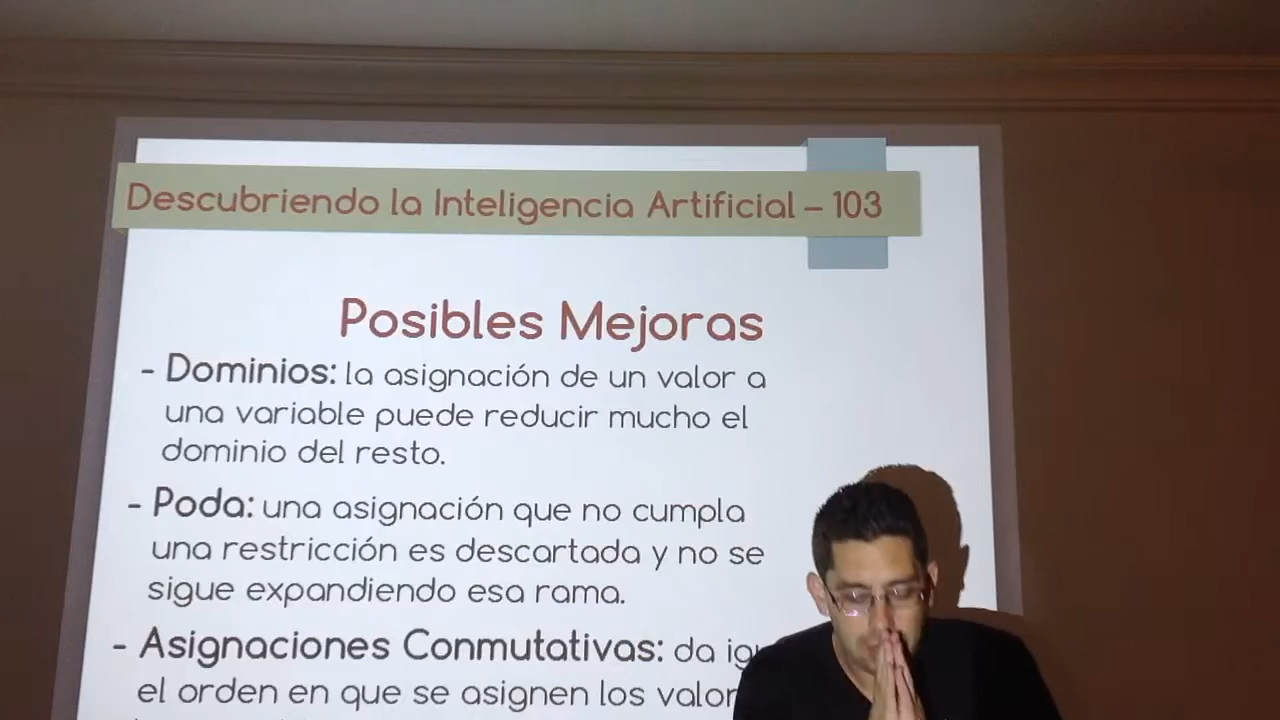 Descubriendo la Inteligencia Artificial – 103
Posibles Mejoras
- Dominios: la asignación de un valor a
una variable puede reducir mucho el
dominio del resto.
- Poda: una asignación que no cumpla
una restricción es descartada y no se
sigue expandiendo esa rama.
- Asignaciones Conmutativas: da
el orden en que se asignen los